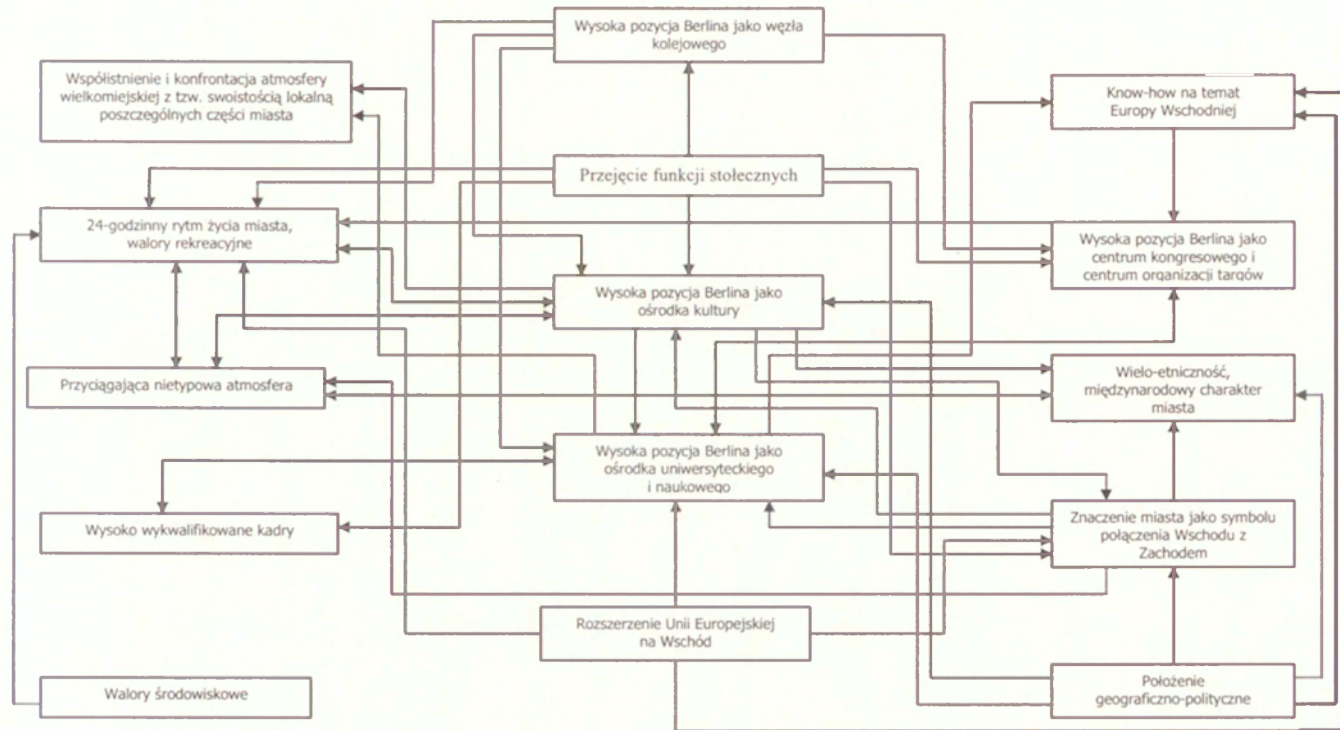 Wysoka pozycja Berlina jako węzła
kolejowego
Współistnienie i konfrontacja atmosfery
wielkomiejskiej z tzw. swoistością lokalną
poszczególnych części miasta
Know-how na temat
Europy Wschodniej
Przejęcie funkcji stołecznych
24-godzinny rytm życia miasta,
walory rekreacyjne
Wysoka pozycja Berlina jako
centrum kongresowego i
centrum organizacji targów
Wysoka pozycja Berlina jako
ośrodka kultury
Przyciągająca nietypowa atmosfera
Wielo-etniczność,
międzynarodowy charakter
miasta
Wysoka pozycja Berlina jako
ośrodka uniwersyteckiego
i naukowego
Wysoko wykwalifikowane kadry
Znaczenie miasta jako symbolu
połączenia Wschodu z
Zachodem
Rozszerzenie Unii Europejskiej
na Wschód
Walory środowiskowe
Położenie
geograficzno-polityczne